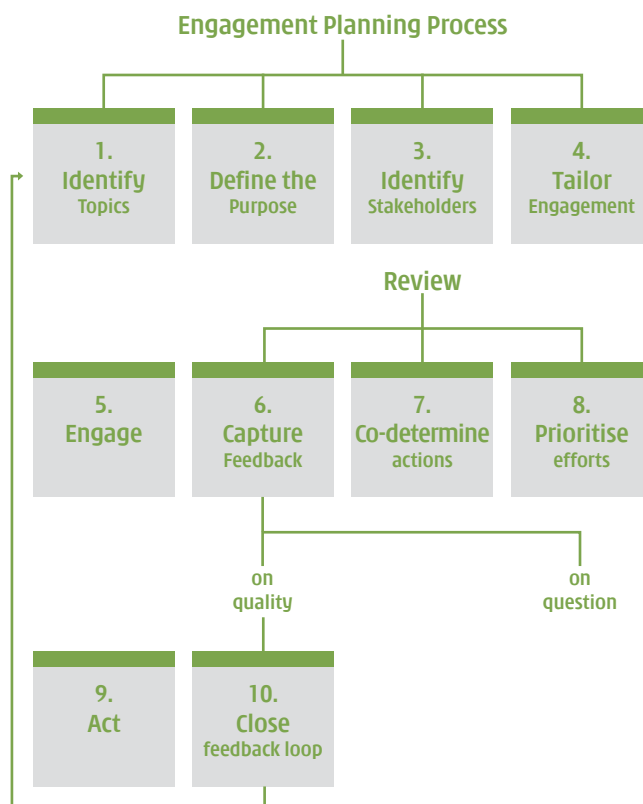 Engagement Planning Process
1.
Identify
Topics
2.
Define the
Purpose
3.
Identify
Stakeholders
4.
Tailor
Engagement
Review
5.
Engage
6.
Capture
Feedback
7.
Co-determine
actions
8.
Prioritise
efforts
on
quality
on
question
9.
Act
10.
Close
feedback loop